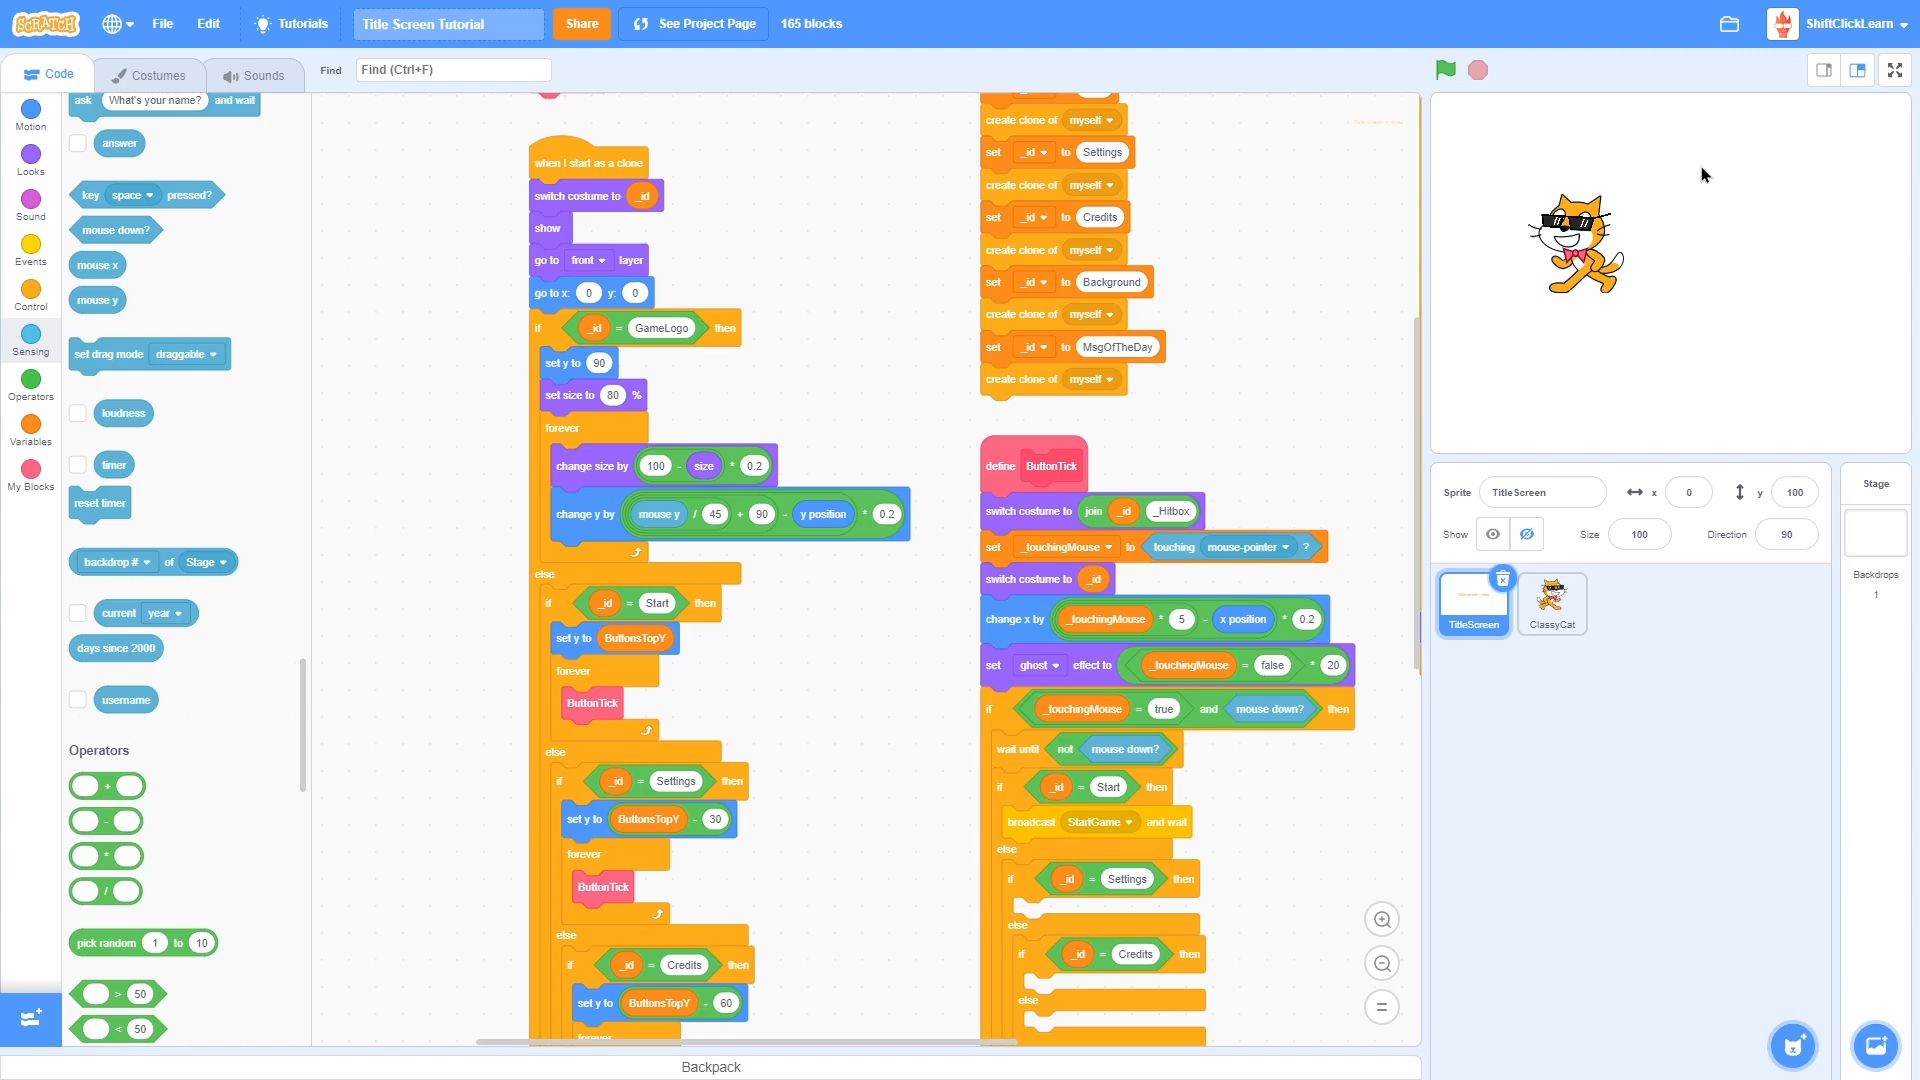 SCRATCH
File
Edit
Tutorials
Title Screen Tutorial
Share
See Project Page
165 blocks
ShiftClickLearn
Code
Costumes
Sounds
Find
Find (Ctrl+F)
Motion
Looks
Sound
Events
Control
Sensing
Operators
Variables
My Blocks
ask What's your name? and wait
answer
key space pressed?
mouse down?
mouse x
mouse y
set drag mode draggable
loudness
timer
reset timer
backdrop # of Stage
current year
days since 2000
username
Operators
+
-
*
/
pick random 1 to 10
> 50
< 50
when I start as a clone
switch costume to _id
show
go to front layer
go to x: 0 y: 0
if _id = GameLogo then
set y to 90
set size to 80 %
forever
change size by 100 - size * 0.2
change y by mouse y / 45 + 90 - y position * 0.2
else
if _id = Start then
set y to ButtonsTopY
forever
ButtonTick
else
if _id = Settings then
set y to ButtonsTopY - 30
forever
ButtonTick
else
if _id = Credits then
set y to ButtonsTopY - 60
forever
create clone of myself
set _id to Settings
create clone of myself
set _id to Credits
create clone of myself
set _id to Background
create clone of myself
set _id to MsgOfTheDay
create clone of myself
define ButtonTick
switch costume to join _id _Hitbox
set _touchingMouse to touching mouse-pointer ?
switch costume to _id
change x by _touchingMouse * 5 - x position * 0.2
set ghost effect to _touchingMouse = false * 20
if _touchingMouse = true and mouse down? then
wait until not mouse down?
if _id = Start then
broadcast StartGame and wait
else
if _id = Settings then
else
if _id = Credits then
else
Sprite TitleScreen x 0 y 100
Show Size 100 Direction 90
TitleScreen
ClassyCat
Stage
Backdrops
1
Backpack